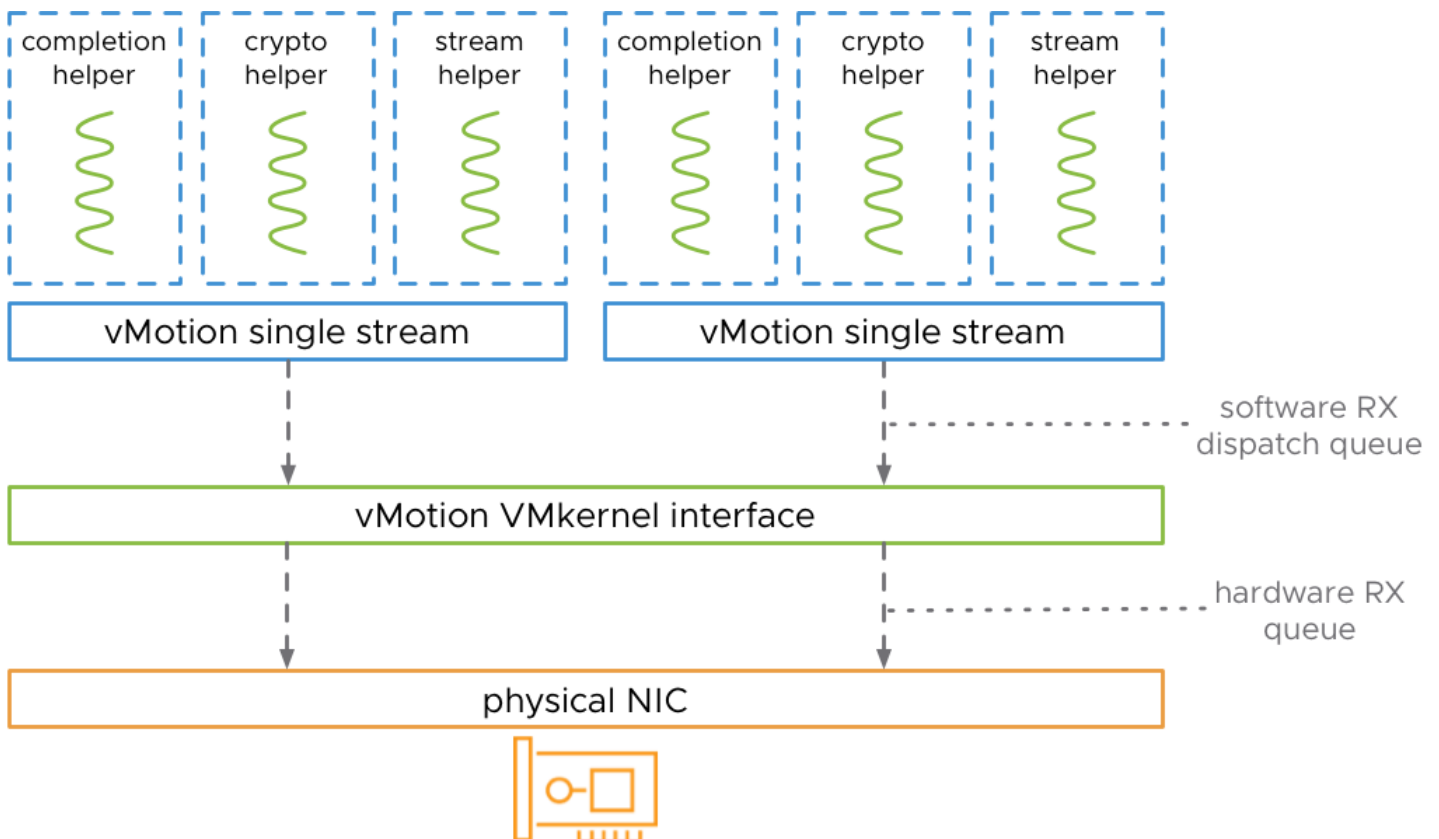 completion
helper
crypto
helper
stream
helper
completion
helper
crypto
helper
stream
helper
vMotion single stream
vMotion single stream
software RX
dispatch queue
vMotion VMkernel interface
hardware RX
queue
physical NIC